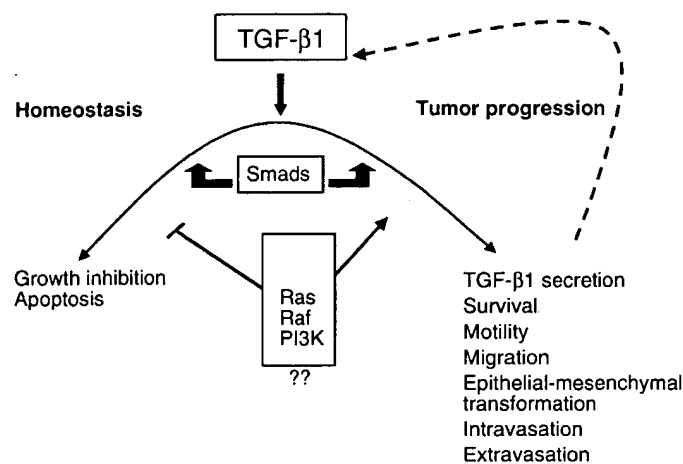 TGF-β1
Homeostasis
Tumor progression
Smads
Growth inhibition
Apoptosis
Ras
Raf
PI3K
??
TGF-β1 secretion
Survival
Motility
Migration
Epithelial-mesenchymal
transformation
Intravasation
Extravasation